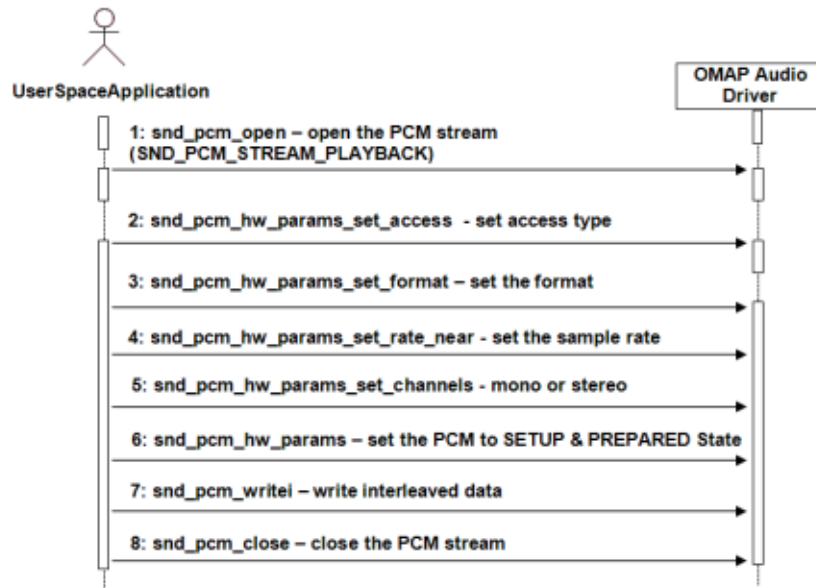 UserSpaceApplication
OMAP Audio
Driver
1: snd_pcm_open – open the PCM stream
(SND_PCM_STREAM_PLAYBACK)
2: snd_pcm_hw_params_set_access - set access type
3: snd_pcm_hw_params_set_format – set the format
4: snd_pcm_hw_params_set_rate_near - set the sample rate
5: snd_pcm_hw_params_set_channels - mono or stereo
6: snd_pcm_hw_params – set the PCM to SETUP & PREPARED State
7: snd_pcm_writei – write interleaved data
8: snd_pcm_close – close the PCM stream